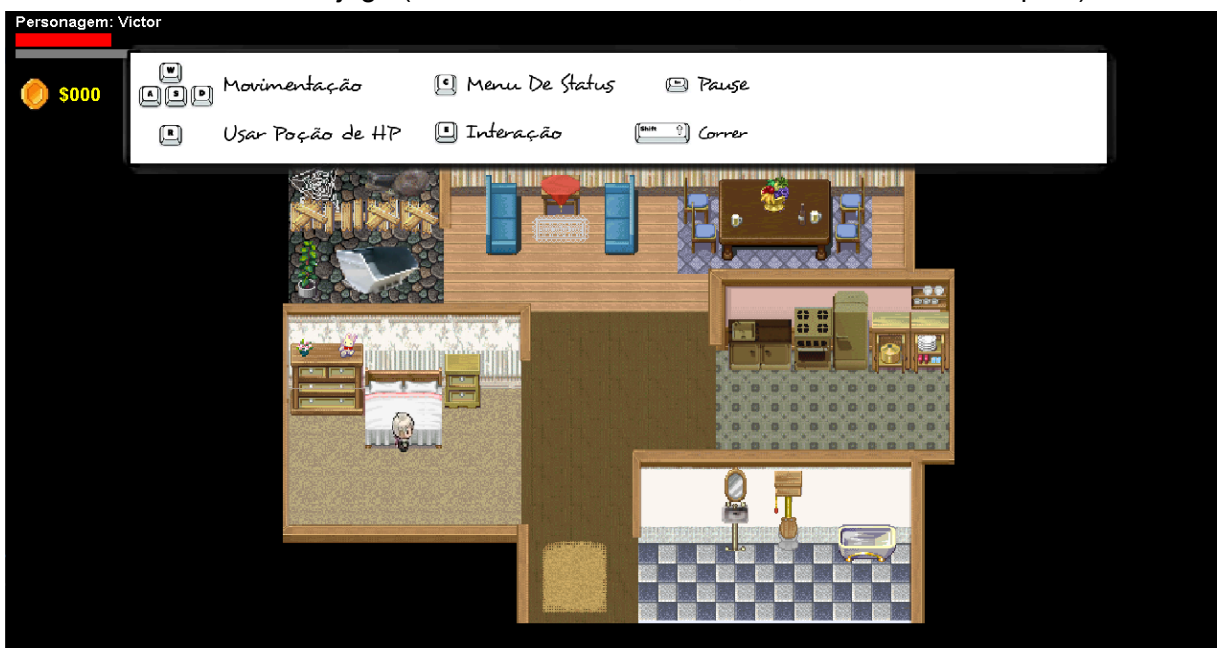 Personagem: Victor
$000
W
A S D Movimentação
C Menu De Status
Pause
R Usar Poção de HP
E Interação
Shift Correr